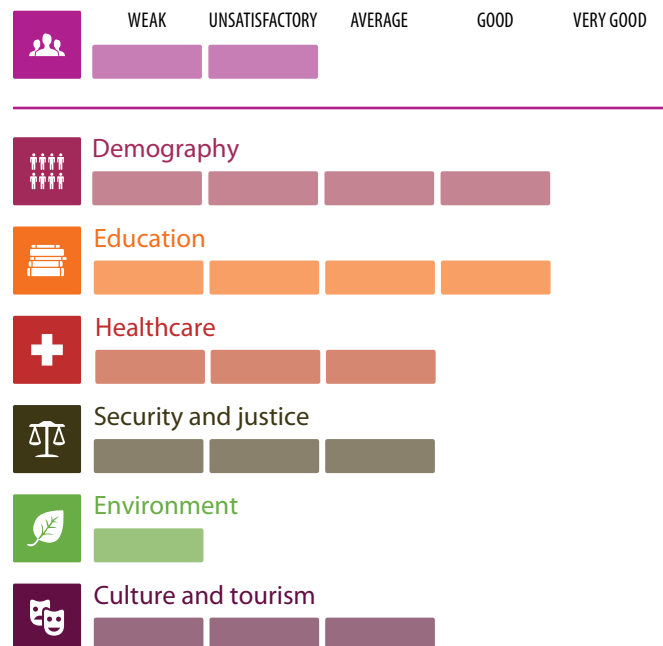 WEAK UNSATISFACTORY AVERAGE GOOD VERY GOOD
Demography
Education
Healthcare
Security and justice
Environment
Culture and tourism